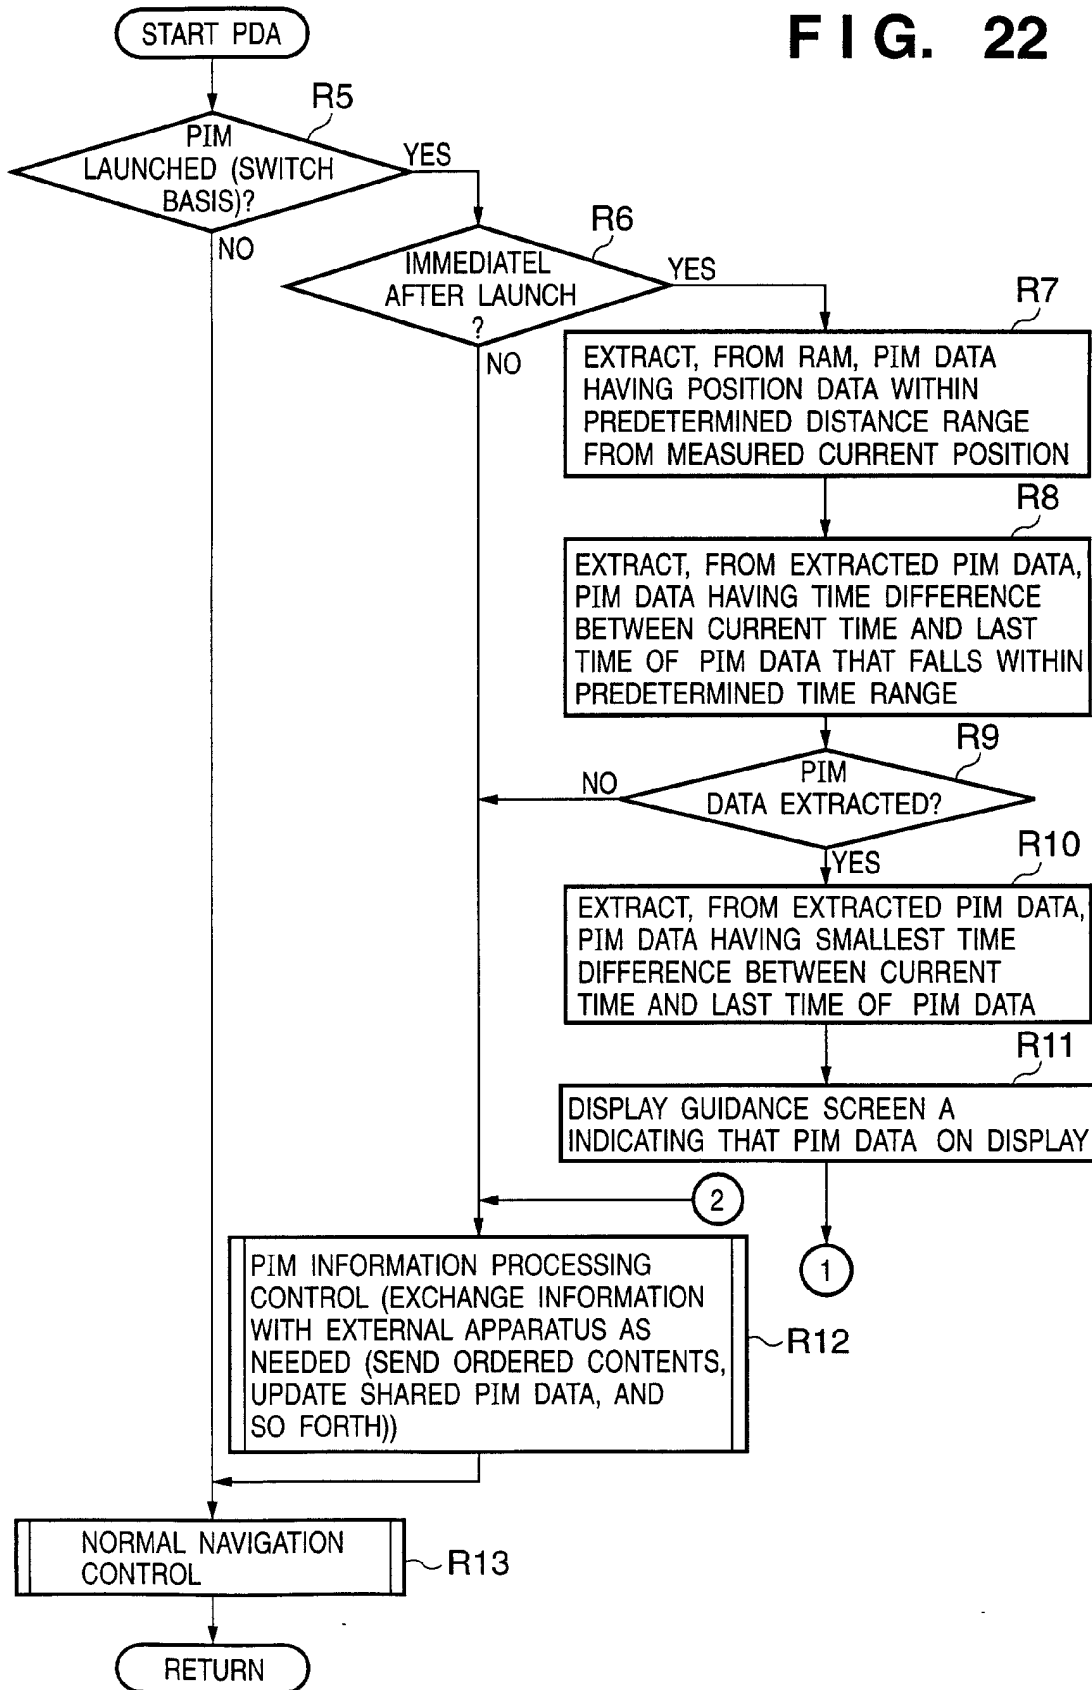 START PDA
FIG. 22
R5
PIM
LAUNCHED (SWITCH
BASIS)?
YES
NO
R6
IMMEDIATEL
AFTER LAUNCH
?
YES
NO
R7
EXTRACT, FROM RAM, PIM DATA
HAVING POSITION DATA WITHIN
PREDETERMINED DISTANCE RANGE
FROM MEASURED CURRENT POSITION
R8
EXTRACT, FROM EXTRACTED PIM DATA,
PIM DATA HAVING TIME DIFFERENCE
BETWEEN CURRENT TIME AND LAST
TIME OF PIM DATA THAT FALLS WITHIN
PREDETERMINED TIME RANGE
R9
PIM
DATA EXTRACTED?
NO
YES
R10
EXTRACT, FROM EXTRACTED PIM DATA,
PIM DATA HAVING SMALLEST TIME
DIFFERENCE BETWEEN CURRENT
TIME AND LAST TIME OF PIM DATA
R11
DISPLAY GUIDANCE SCREEN A
INDICATING THAT PIM DATA ON DISPLAY
2
1
PIM INFORMATION PROCESSING
CONTROL (EXCHANGE INFORMATION
WITH EXTERNAL APPARATUS AS
NEEDED (SEND ORDERED CONTENTS,
UPDATE SHARED PIM DATA, AND
SO FORTH))
R12
NORMAL NAVIGATION
CONTROL
R13
RETURN